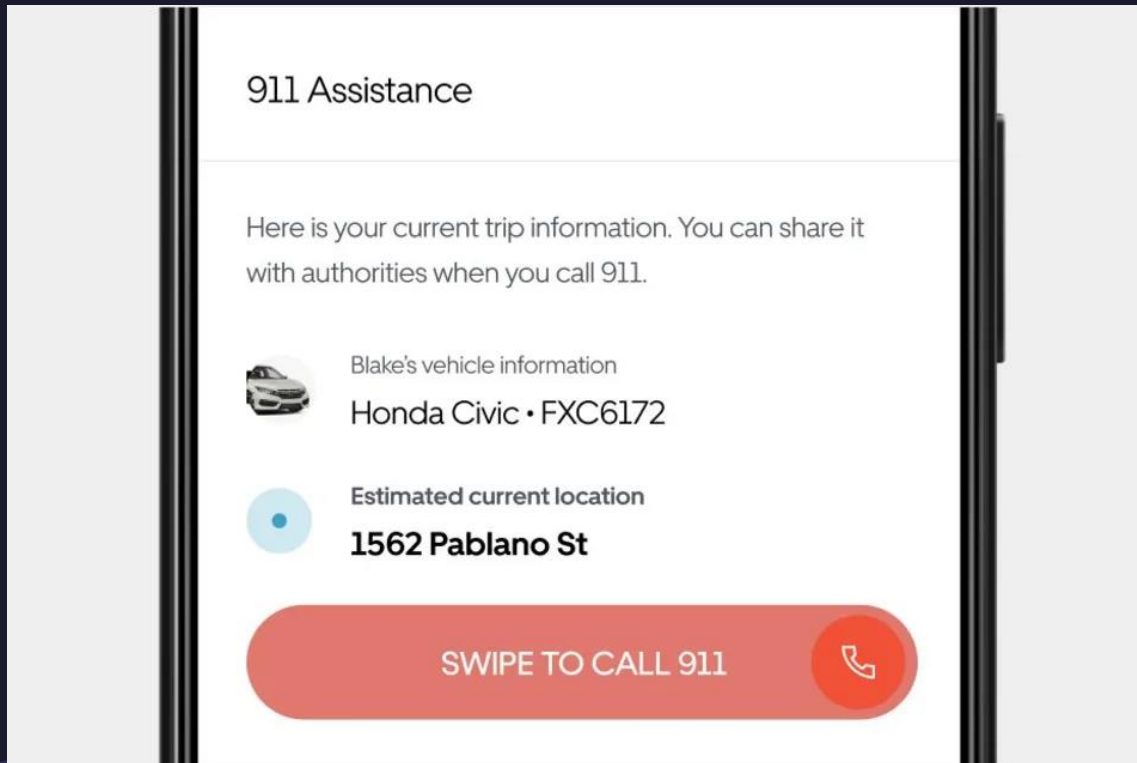 911 Assistance
Here is your current trip information. You can share it
with authorities when you call 911.
Blake's vehicle information
Honda Civic • FXC6172
Estimated current location
1562 Pablano St
SWIPE TO CALL 911